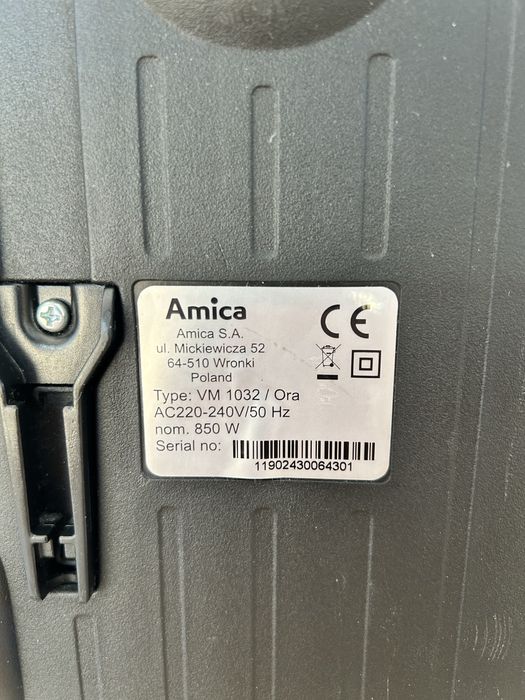 Amica
CE
Amica S.A.
ul. Mickiewicza 52
64-510 Wronki
Poland
Type: VM 1032 / Ora
AC220-240V/50 Hz
nom. 850 W
Serial no:
11902430064301